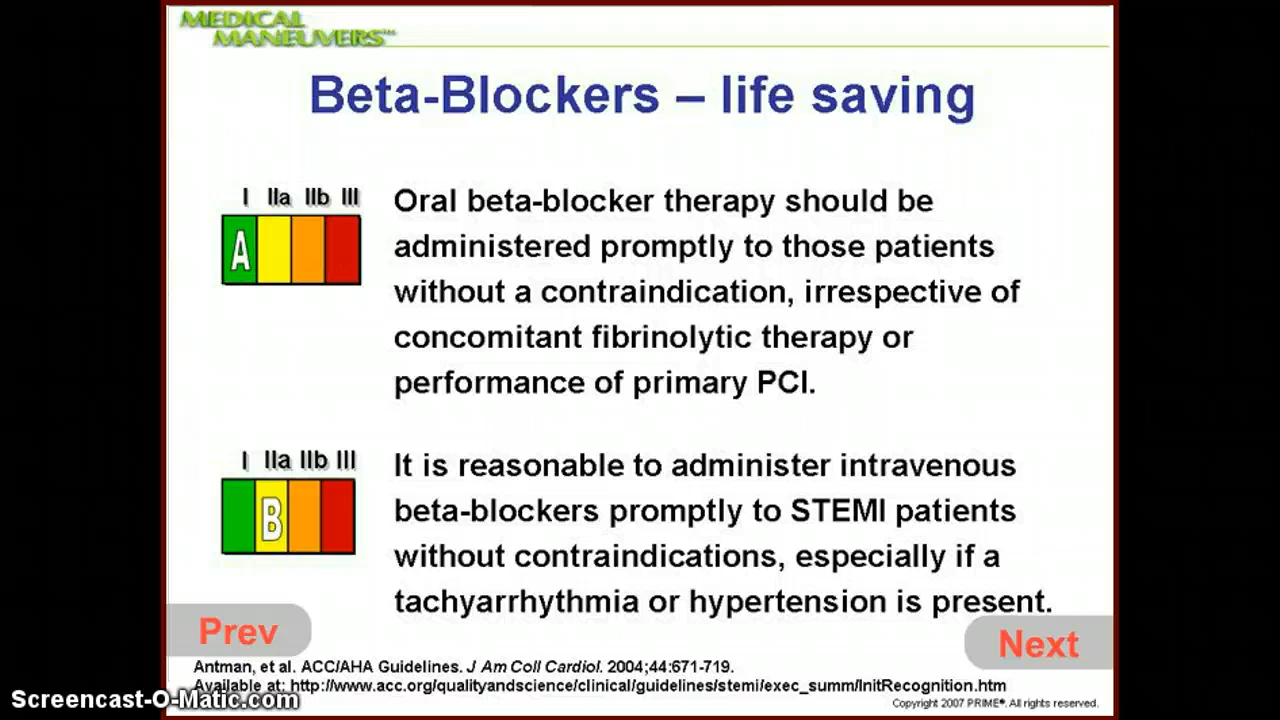 MEDICAL
MANEUVERS™
Beta-Blockers – life saving
I IIa IIb III
A
Oral beta-blocker therapy should be
administered promptly to those patients
without a contraindication, irrespective of
concomitant fibrinolytic therapy or
performance of primary PCI.
I IIa IIb III
B
It is reasonable to administer intravenous
beta-blockers promptly to STEMI patients
without contraindications, especially if a
tachyarrhythmia or hypertension is present.
Prev
Next
Antman, et al. ACC/AHA Guidelines. J Am Coll Cardiol. 2004;44:671-719.
Available at: http://www.acc.org/qualityandscience/clinical/guidelines/stemi/exec_summ/InitRecognition.htm
Screencast-O-Matic.com
Copyright 2007 PRIME®. All rights reserved.